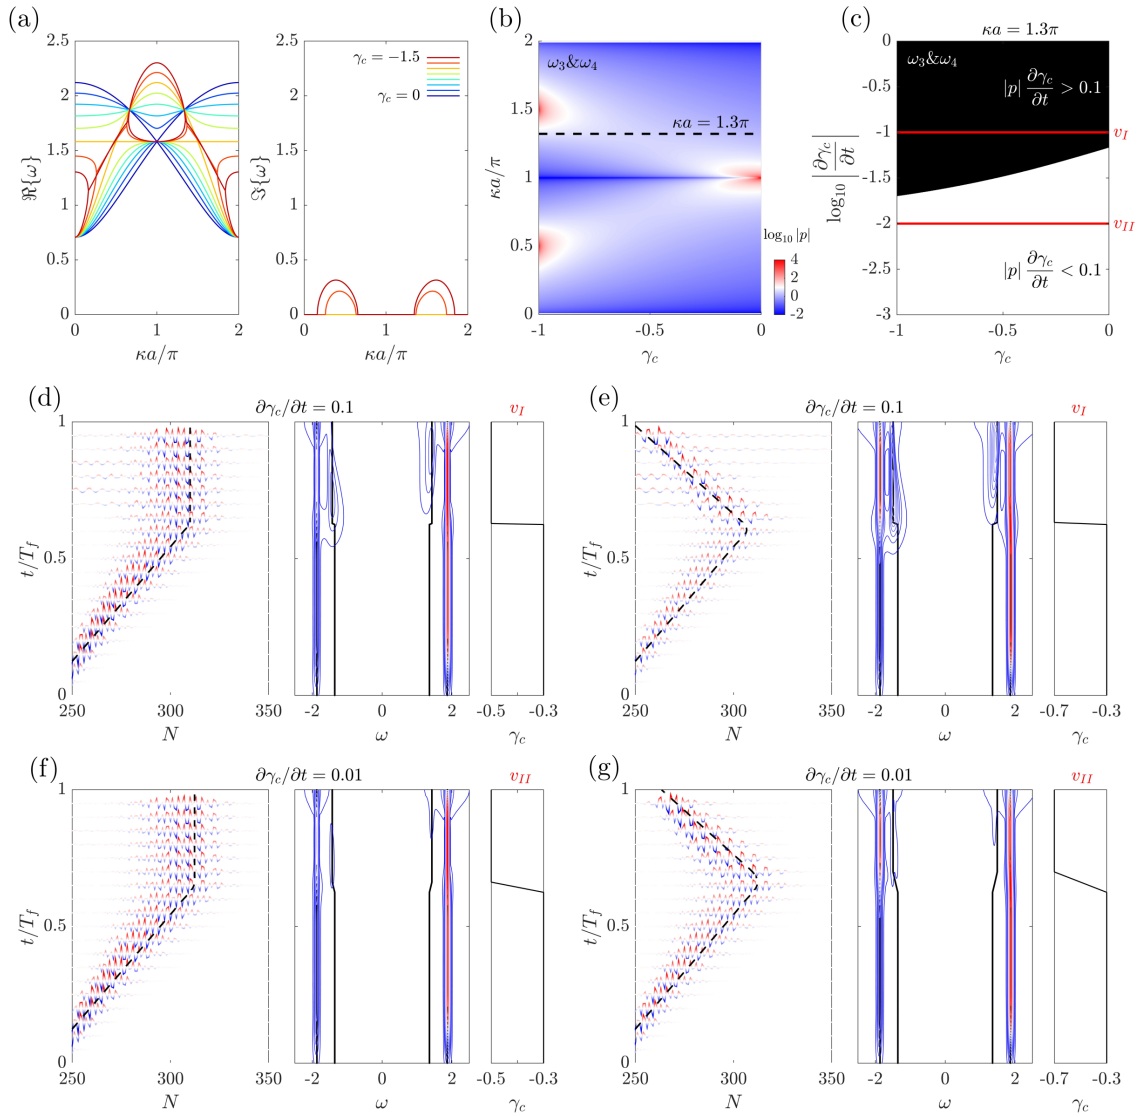 (a)
2.5
2
1.5
1
0.5
0
ℜ{ω}
0
1
2
κa/π
2.5
2
1.5
1
0.5
0
ℑ{ω}
γc = −1.5
γc = 0
0
1
2
κa/π
(b)
2
1.5
1
0.5
0
κa/π
ω3&ω4
κa = 1.3π
-1
-0.5
0
γc
log10 |p|
4
2
0
-2
(c)
κa = 1.3π
0
-0.5
-1
-1.5
-2
-2.5
-3
log10 |∂γc/∂t|
ω3&ω4
|p| ∂γc/∂t > 0.1
vI
vII
|p| ∂γc/∂t < 0.1
-1
-0.5
0
γc
(d)
∂γc/∂t = 0.1
vI
1
0.5
0
t/Tf
250
300
350
N
-2
0
2
ω
-0.5
-0.3
γc
(e)
∂γc/∂t = 0.1
vI
1
0.5
0
t/Tf
250
300
350
N
-2
0
2
ω
-0.7
-0.3
γc
(f)
∂γc/∂t = 0.01
vII
1
0.5
0
t/Tf
250
300
350
N
-2
0
2
ω
-0.5
-0.3
γc
(g)
∂γc/∂t = 0.01
vII
1
0.5
0
t/Tf
250
300
350
N
-2
0
2
ω
-0.7
-0.3
γc